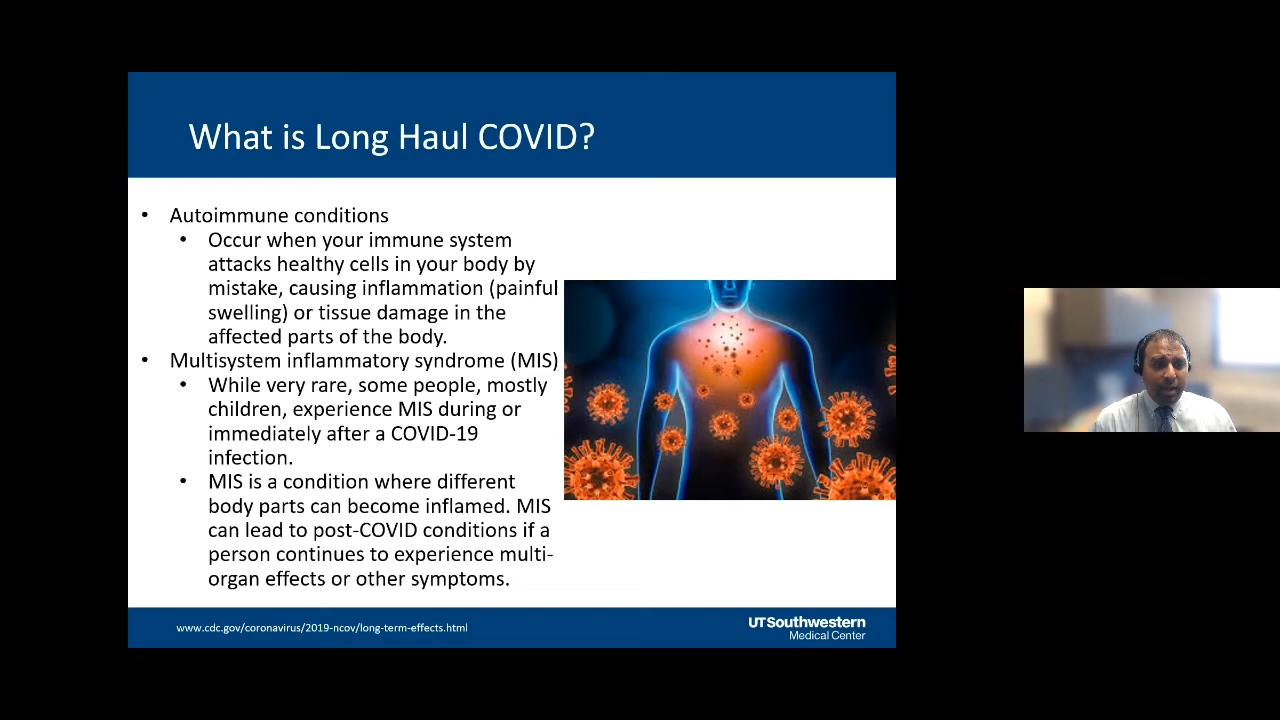 What is Long Haul COVID?
• Autoimmune conditions
• Occur when your immune system
attacks healthy cells in your body by
mistake, causing inflammation (painful
swelling) or tissue damage in the
affected parts of the body.
• Multisystem inflammatory syndrome (MIS)
• While very rare, some people, mostly
children, experience MIS during or
immediately after a COVID-19
infection.
• MIS is a condition where different
body parts can become inflamed. MIS
can lead to post-COVID conditions if a
person continues to experience multi-
organ effects or other symptoms.
www.cdc.gov/coronavirus/2019-ncov/long-term-effects.html
UTSouthwestern
Medical Center